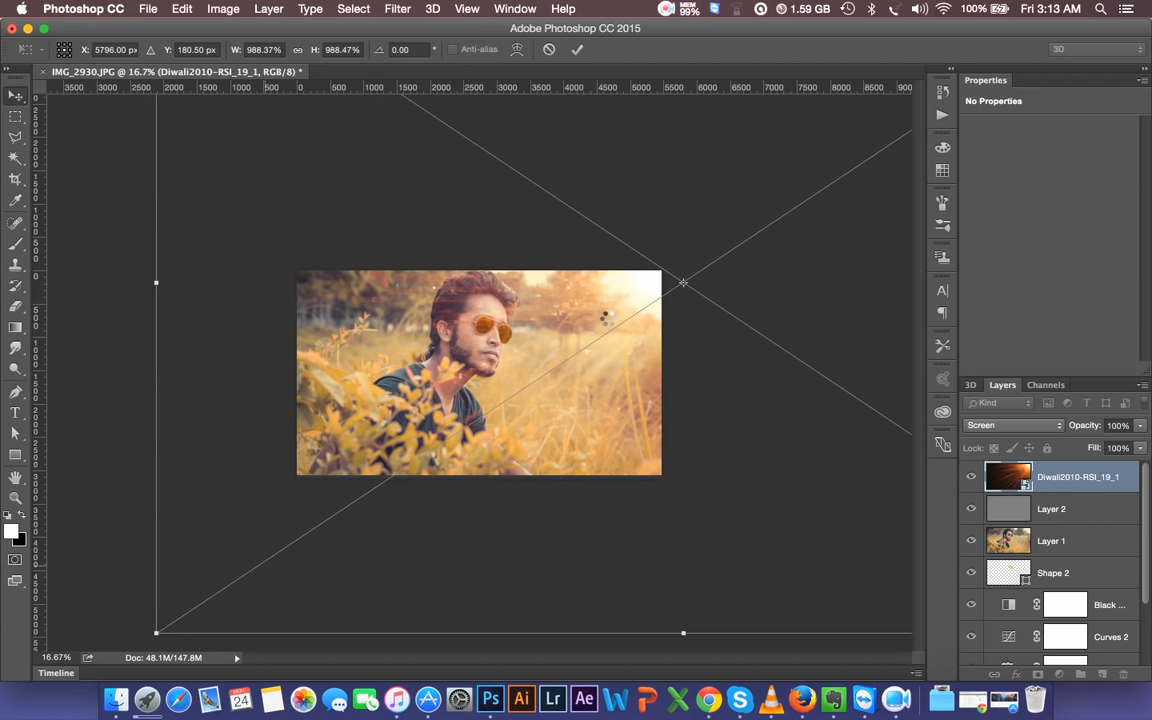 Photoshop CC File Edit Image Layer Type Select Filter 3D View Window Help MEM 99% 1.59 GB 100% Fri 3:13 AM
Adobe Photoshop CC 2015
X: 5796.00 px Y: 180.50 px W: 988.37% H: 988.47% 0.00 ° Anti-alias 3D
× IMG_2930.JPG @ 16.7% (Diwali2010-RSI_19_1, RGB/8) *
3500 3000 2500 2000 1500 1000 500 0 500 1000 1500 2000 2500 3000 3500 4000 4500 5000 5500 6000 6500 7000 7500 8000 8500 900
Properties
No Properties
3D Layers Channels
Kind
Screen Opacity: 100%
Lock: Fill: 100%
Diwali2010-RSI_19_1
Layer 2
Layer 1
Shape 2
Black ...
Curves 2
16.67% Doc: 48.1M/147.8M
Timeline
MAR 24 Ps Ai Lr Ae